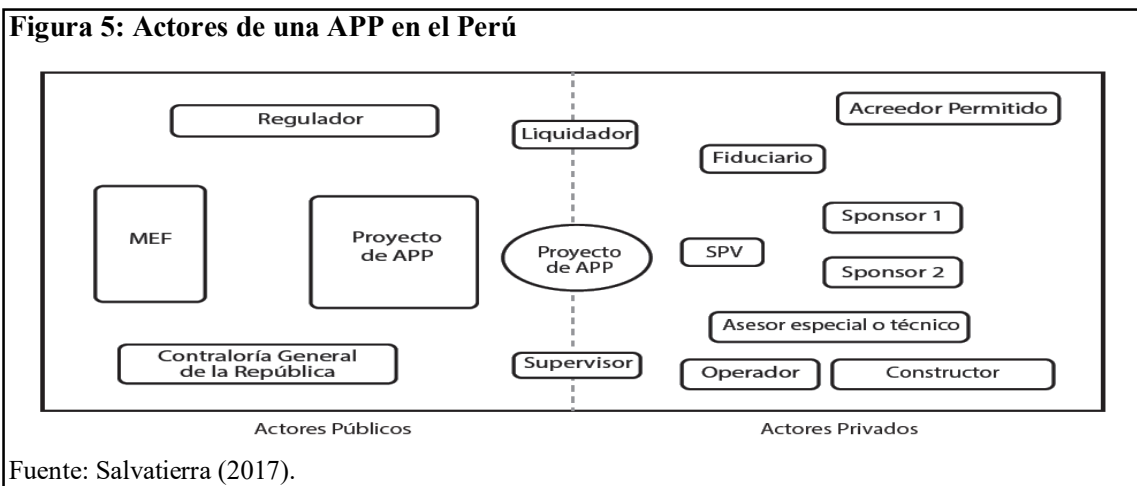 Figura 5: Actores de una APP en el Perú
Regulador
Liquidador
Acreedor Permitido
Fiduciario
MEF
Proyecto
de APP
Proyecto
de APP
SPV
Sponsor 1
Sponsor 2
Asesor especial o técnico
Contraloría General
de la República
Supervisor
Operador
Constructor
Actores Públicos
Actores Privados
Fuente: Salvatierra (2017).